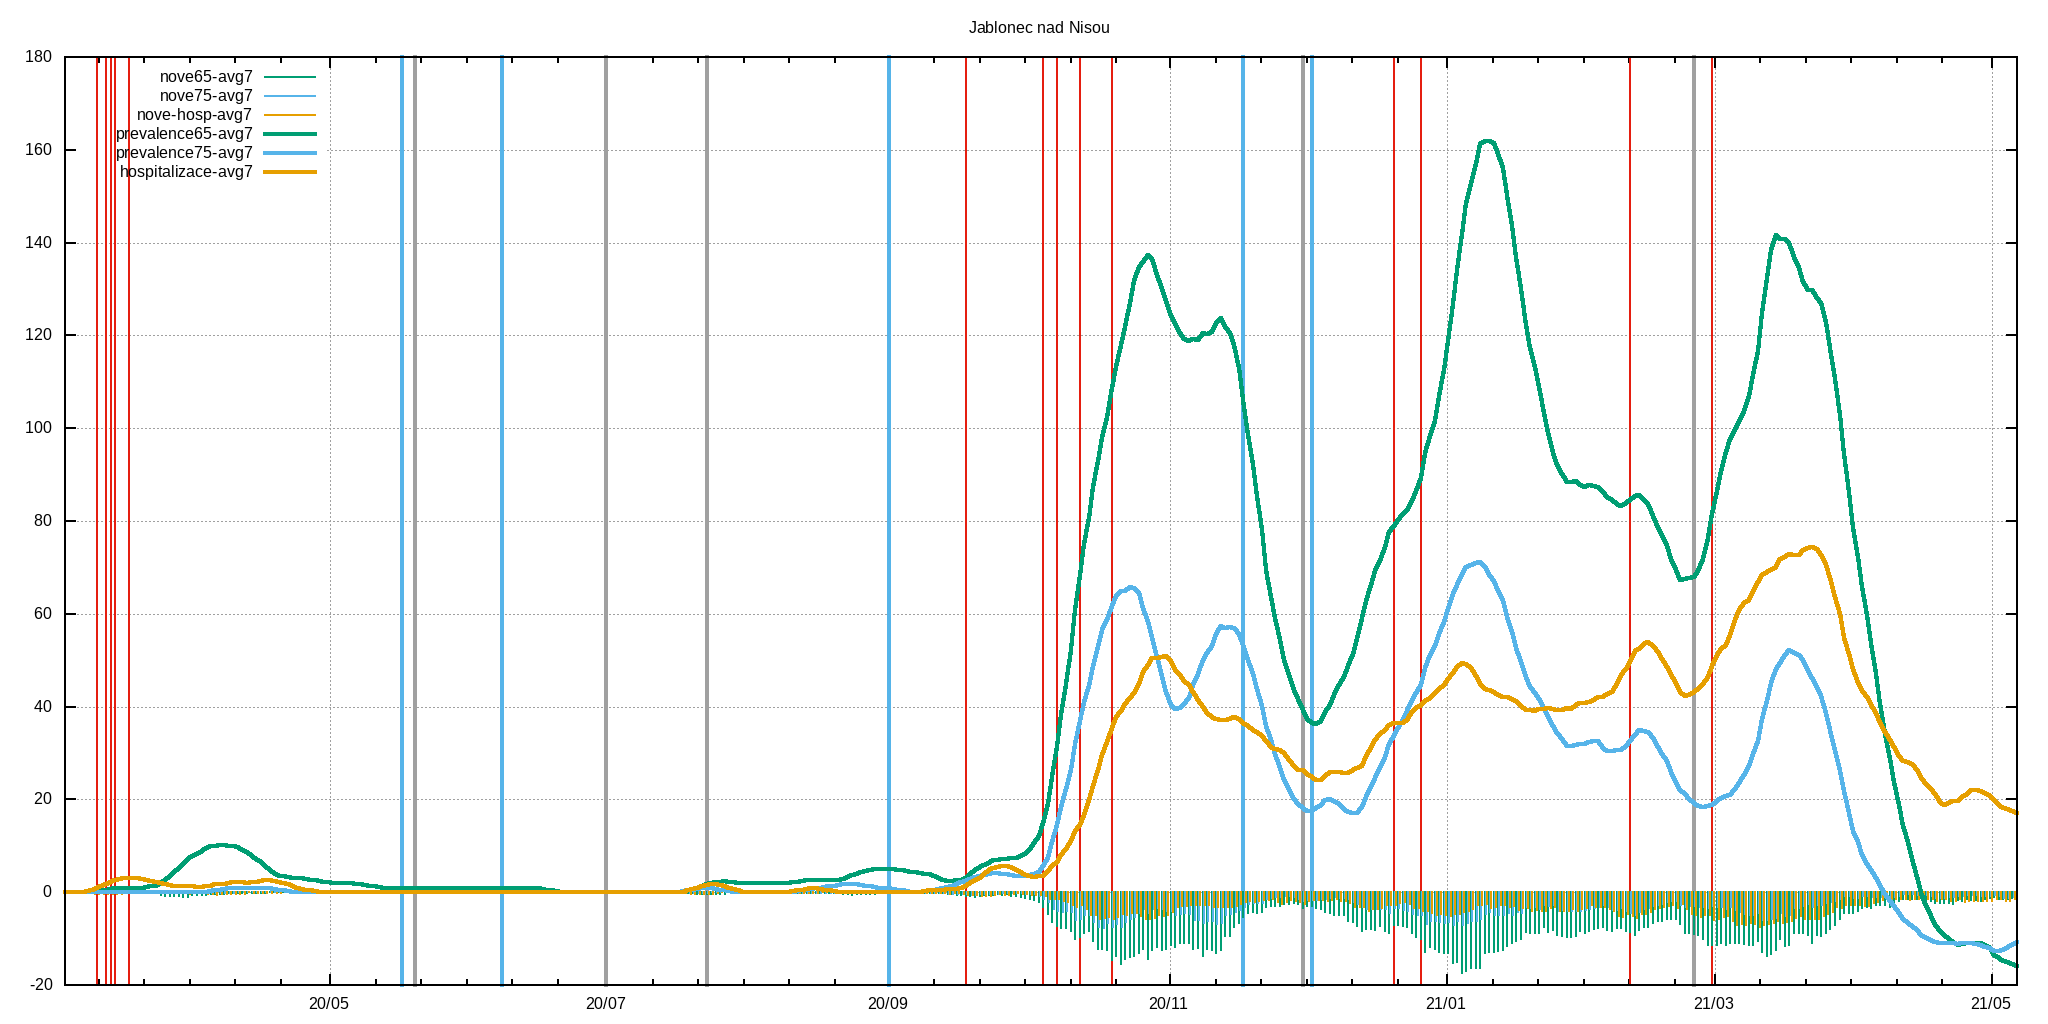 Jablonec nad Nisou
180
160
140
120
100
80
60
40
20
0
-20
nove65-avg7
nove75-avg7
nove-hosp-avg7
prevalence65-avg7
prevalence75-avg7
hospitalizace-avg7
20/05
20/07
20/09
20/11
21/01
21/03
21/05